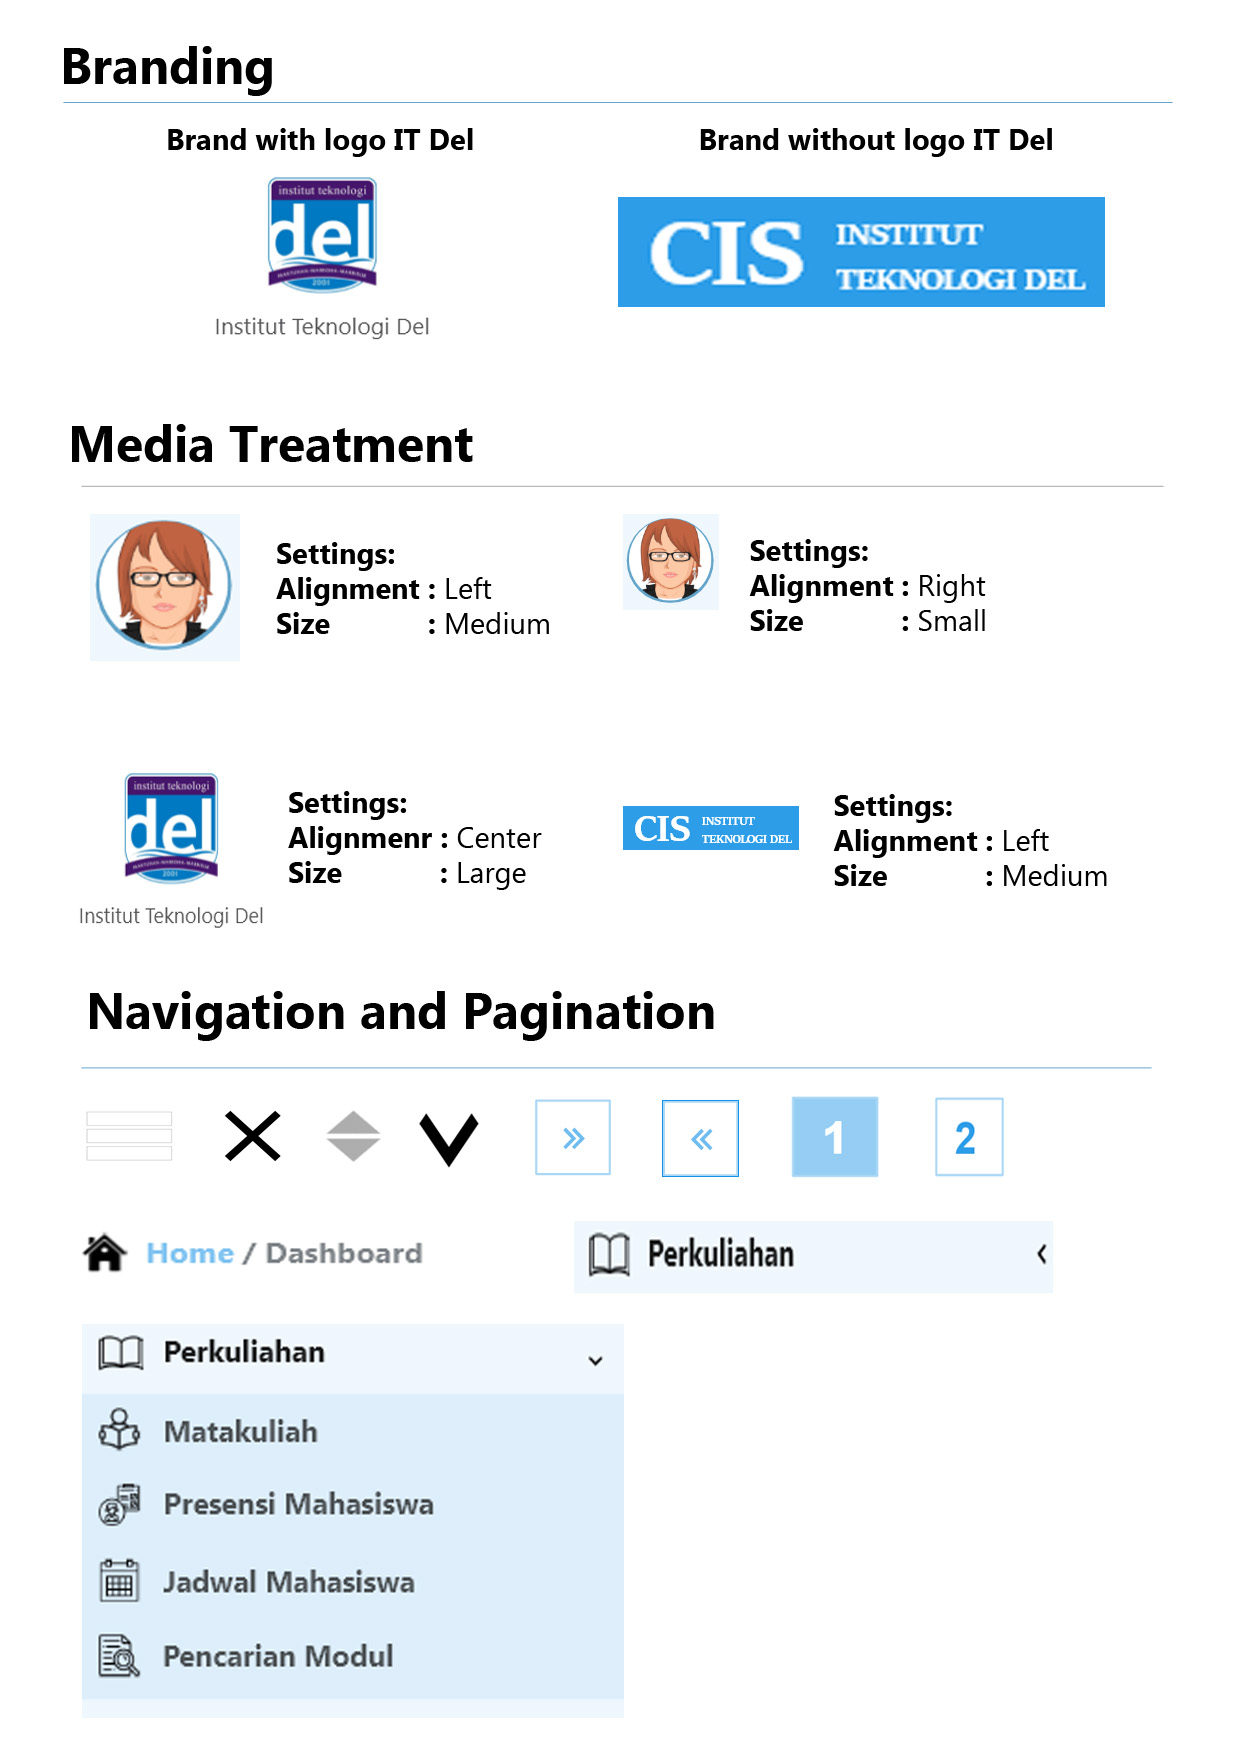 Branding
Brand with logo IT Del
Brand without logo IT Del
institut teknologi
del
2001
Institut Teknologi Del
CIS
INSTITUT
TEKNOLOGI DEL
Media Treatment
Settings:
Alignment : Left
Size : Medium
Settings:
Alignment : Right
Size : Small
institut teknologi
del
2001
Institut Teknologi Del
Settings:
Alignmenr : Center
Size : Large
CIS
INSTITUT
TEKNOLOGI DEL
Settings:
Alignment : Left
Size : Medium
Navigation and Pagination
» « 1 2
Home / Dashboard
Perkuliahan
Perkuliahan
Matakuliah
Presensi Mahasiswa
Jadwal Mahasiswa
Pencarian Modul